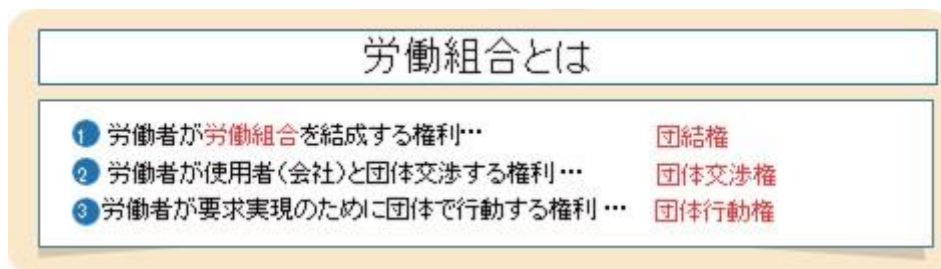 労働組合とは
1 労働者が労働組合を結成する権利… 団結権
2 労働者が使用者(会社)と団体交渉する権利… 団体交渉権
3 労働者が要求実現のために団体で行動する権利… 団体行動権